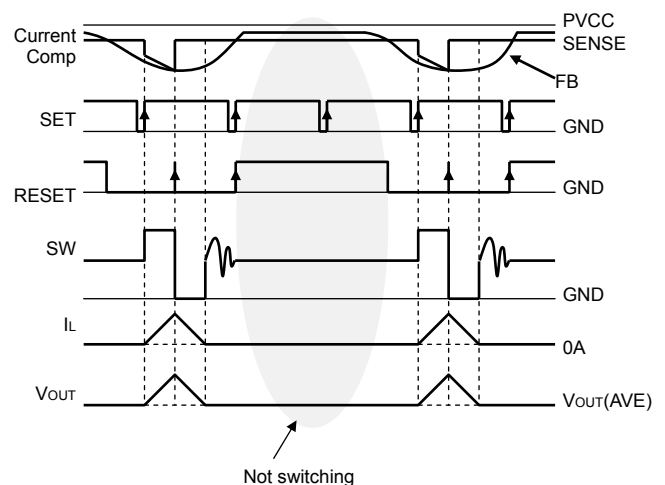 PVCC
Current
Comp
SENSE
FB
SET
GND
RESET
GND
SW
GND
IL
0A
VOUT
VOUT(AVE)
Not switching